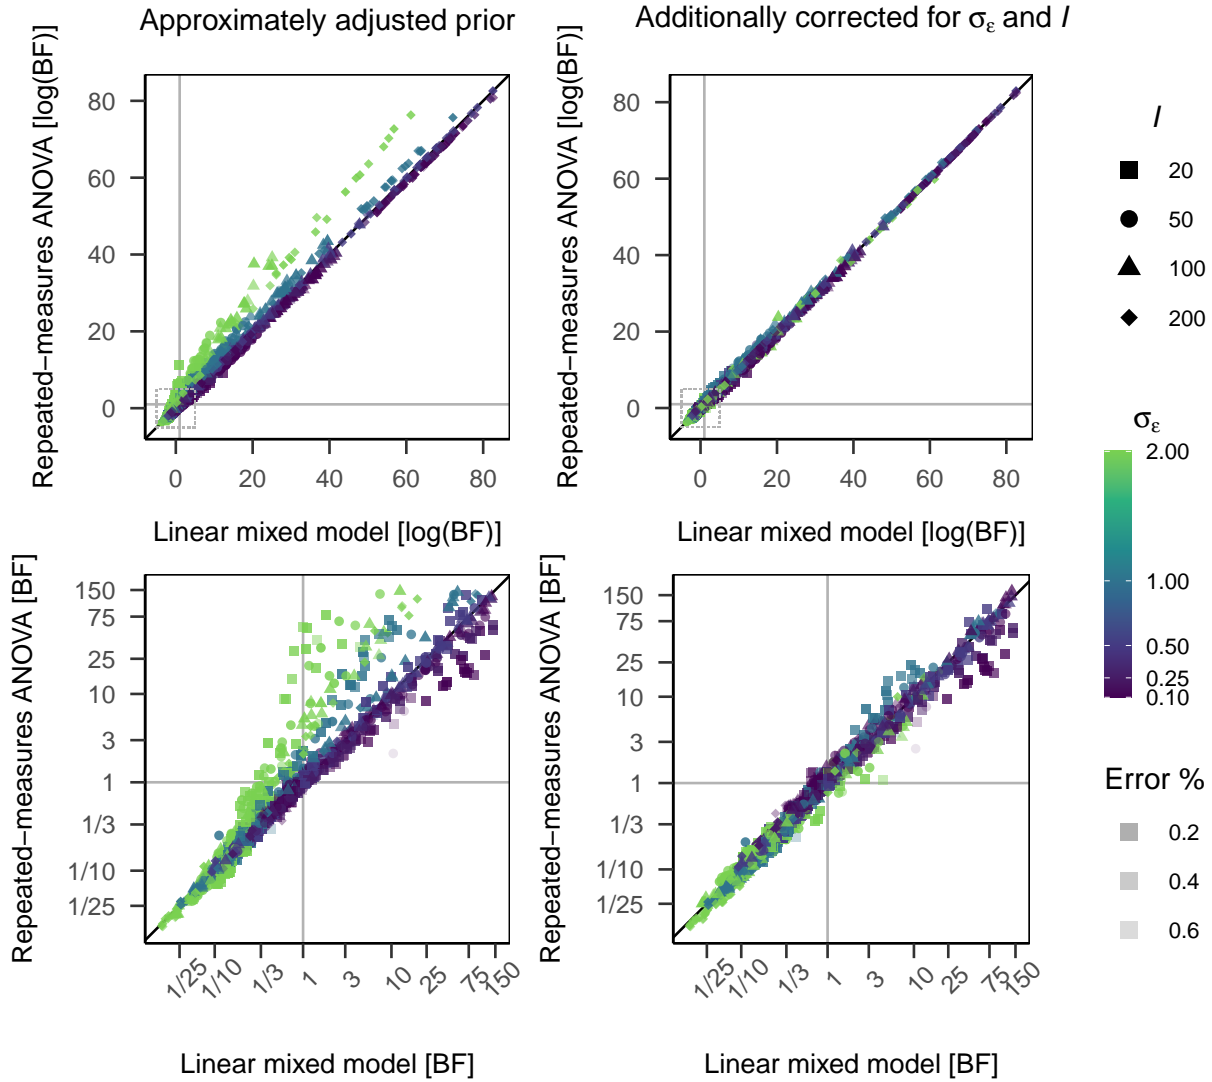 Approximately adjusted prior
Additionally corrected for σε and I
Repeated−measures ANOVA [log(BF)]
80
60
40
20
0
0 20 40 60 80
Linear mixed model [log(BF)]
Repeated−measures ANOVA [log(BF)]
80
60
40
20
0
0 20 40 60 80
Linear mixed model [log(BF)]
Repeated−measures ANOVA [BF]
150
75
25
10
3
1
1/3
1/10
1/25
1/25 1/10 1/3 1 3 10 25 75 150
Linear mixed model [BF]
Repeated−measures ANOVA [BF]
150
75
25
10
3
1
1/3
1/10
1/25
1/25 1/10 1/3 1 3 10 25 75 150
Linear mixed model [BF]
I
20
50
100
200
σε
2.00
1.00
0.50
0.25
0.10
Error %
0.2
0.4
0.6